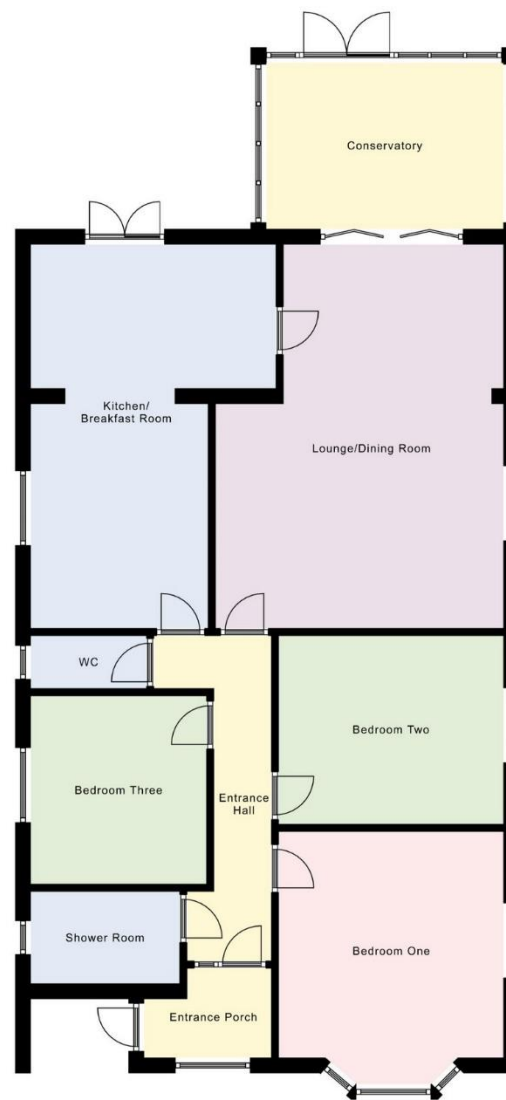 Conservatory
Kitchen/
Breakfast Room
Lounge/Dining Room
WC
Bedroom Two
Bedroom Three
Entrance
Hall
Shower Room
Bedroom One
Entrance Porch